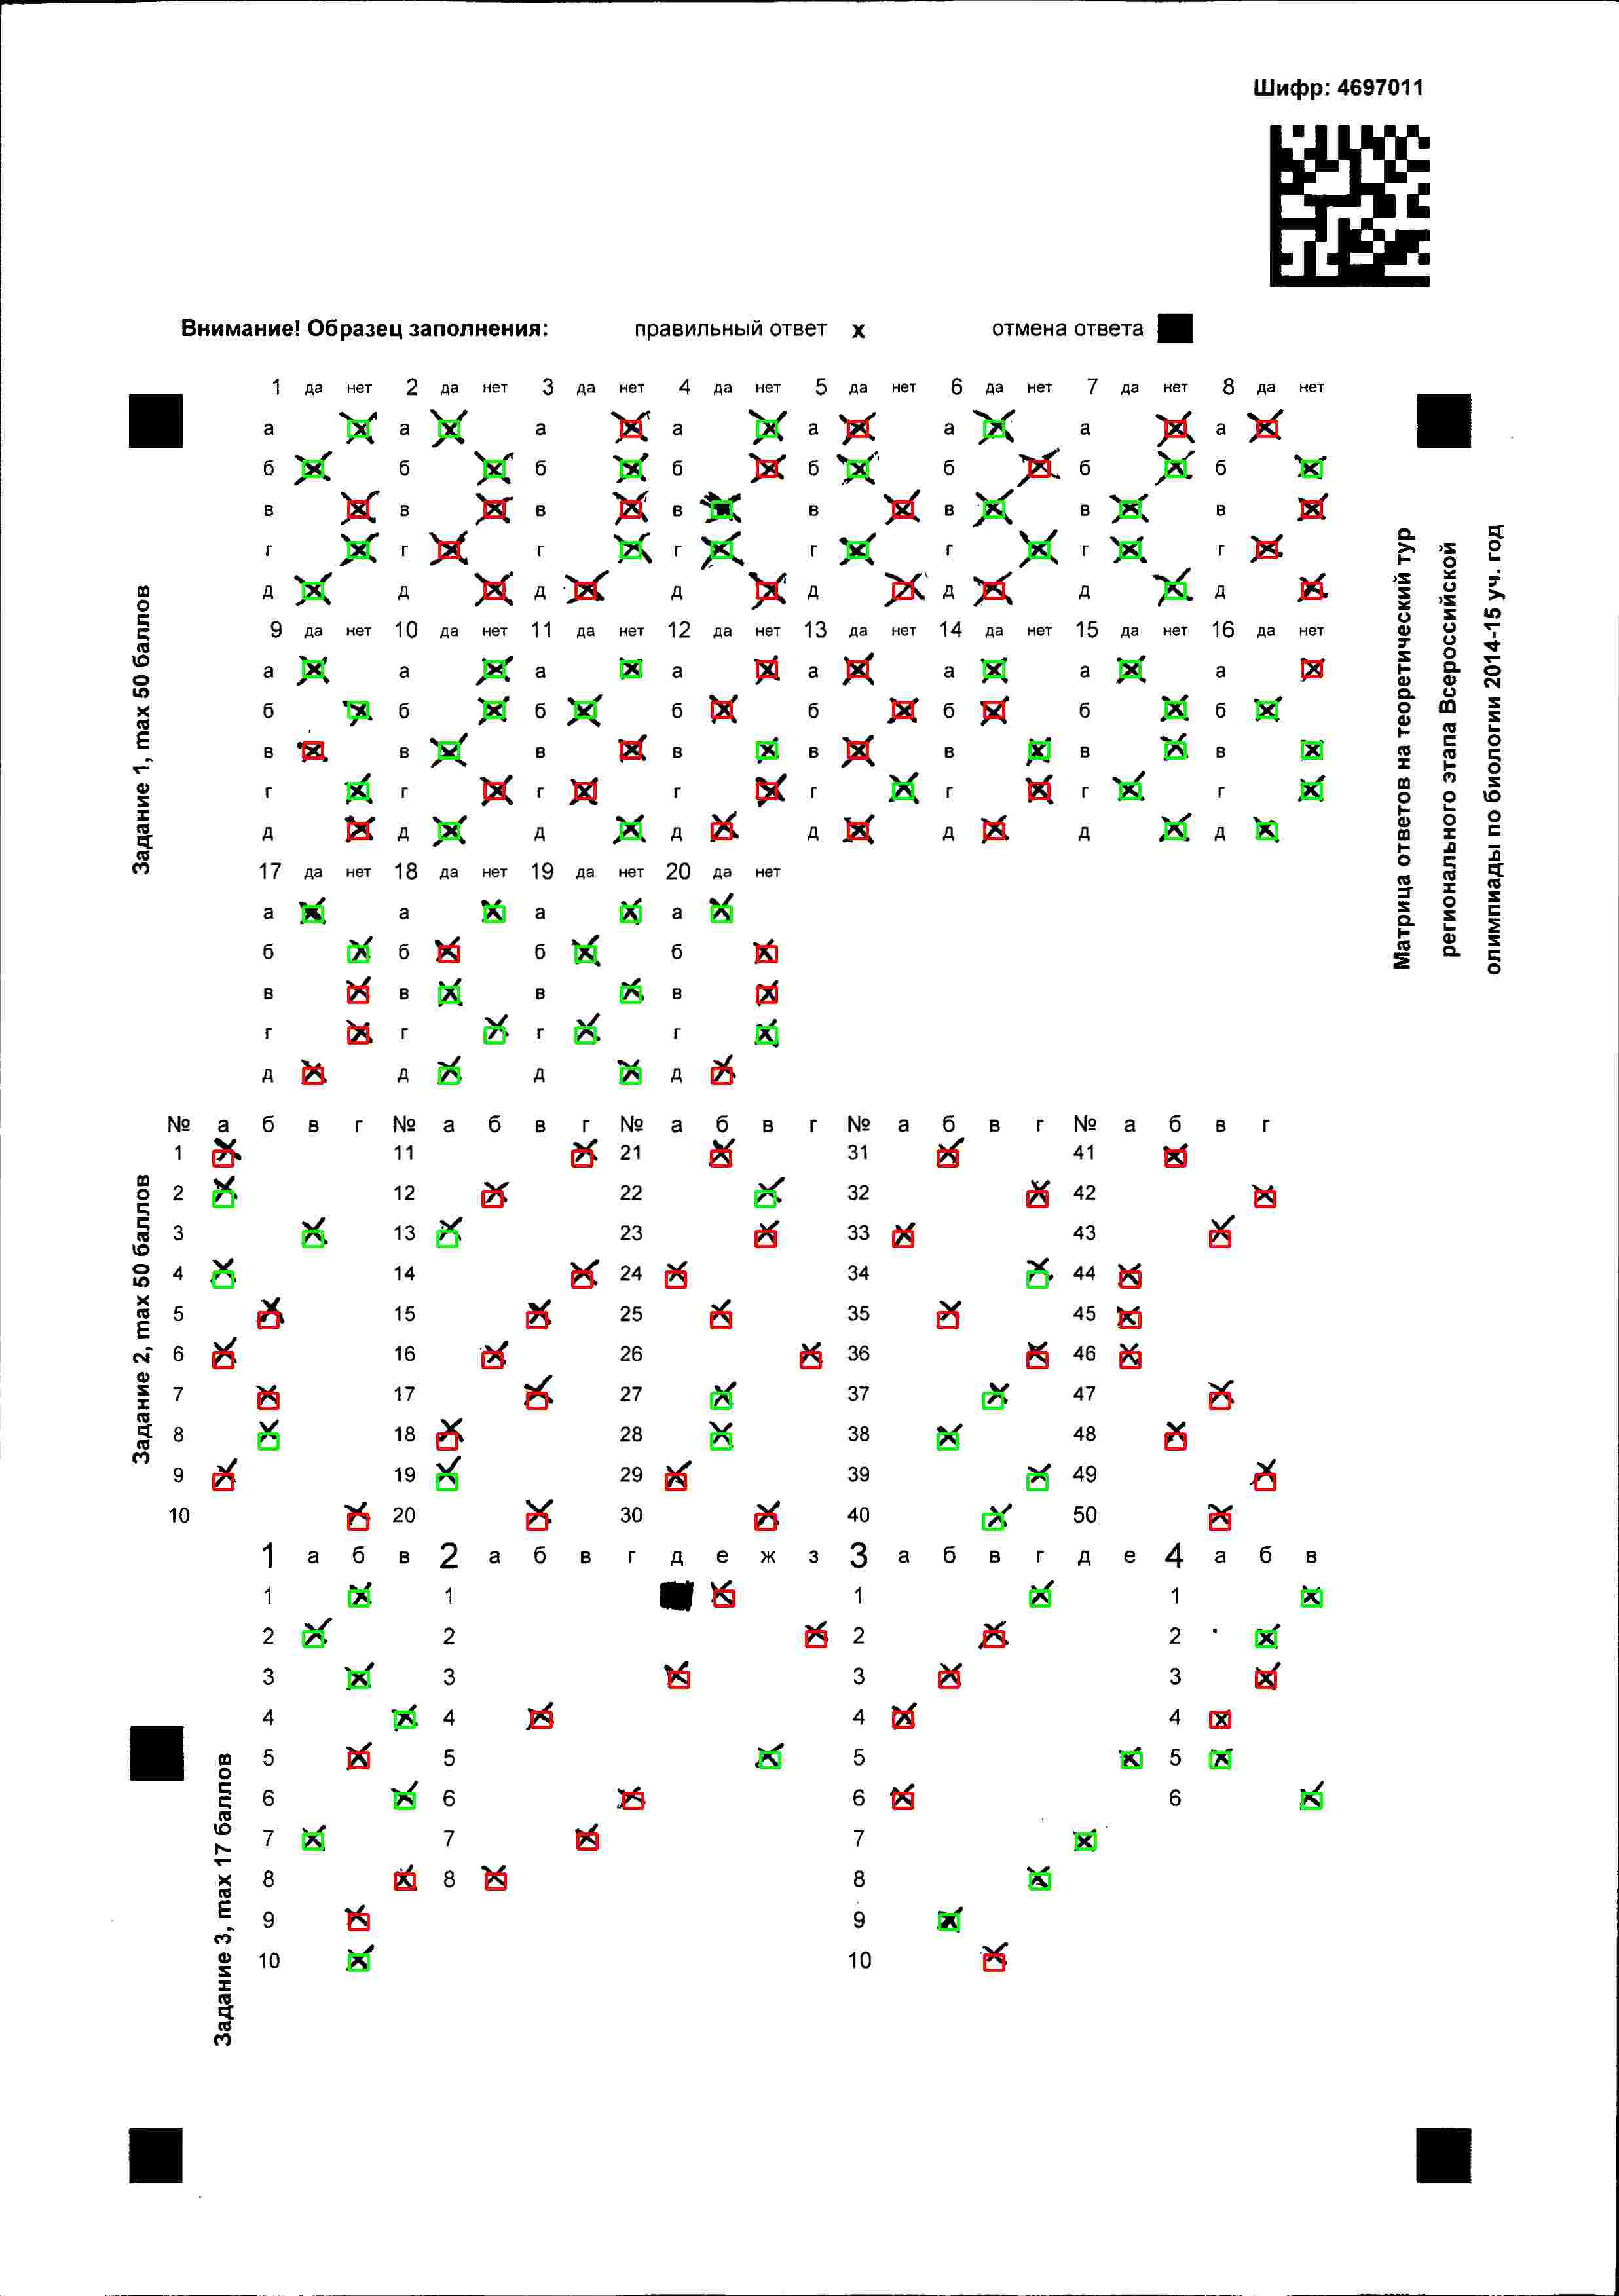 Шифр: 4697011
Внимание! Образец заполнения: правильный ответ x отмена ответа
Задание 1, max 50 баллов
1 да нет 2 да нет 3 да нет 4 да нет 5 да нет 6 да нет 7 да нет 8 да нет
а а а а а а а а
б б б б б б б б
в в в в в в в в
г г г г г г г г
д д д д д д д д
9 да нет 10 да нет 11 да нет 12 да нет 13 да нет 14 да нет 15 да нет 16 да нет
а а а а а а а а
б б б б б б б б
в в в в в в в в
г г г г г г г г
д д д д д д д д
17 да нет 18 да нет 19 да нет 20 да нет
а а а а
б б б б
в в в в
г г г г
д д д д
Матрица ответов на теоретический тур
регионального этапа Всероссийской
олимпиады по биологии 2014-15 уч. год
Задание 2, max 50 баллов
№ а б в г № а б в г № а б в г № а б в г № а б в г
1 11 21 31 41
2 12 22 32 42
3 13 23 33 43
4 14 24 34 44
5 15 25 35 45
6 16 26 36 46
7 17 27 37 47
8 18 28 38 48
9 19 29 39 49
10 20 30 40 50
Задание 3, max 17 баллов
1 а б в 2 а б в г д е ж з 3 а б в г д е 4 а б в
1 1 1 1
2 2 2 2
3 3 3 3
4 4 4 4
5 5 5 5
6 6 6 6
7 7 7
8 8 8
9 9
10 10